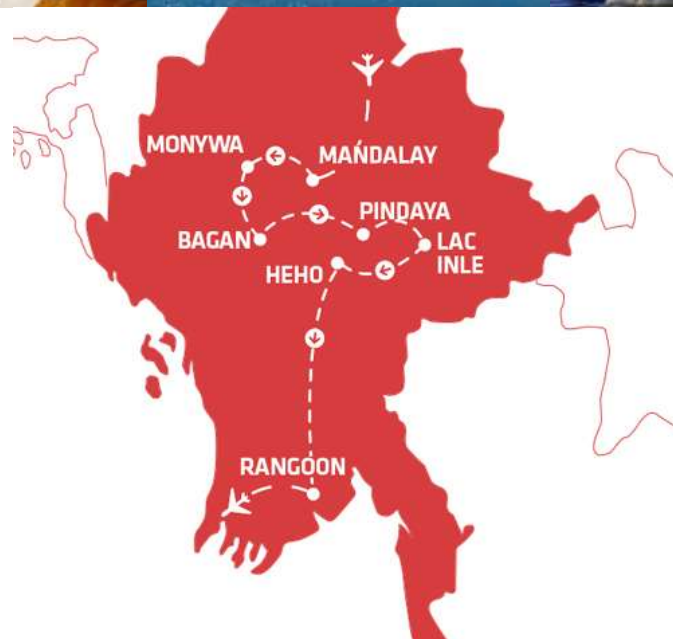 MONYWA
MANDALAY
PINDAYA
BAGAN
LAC
INLE
HEHO
RANGOON